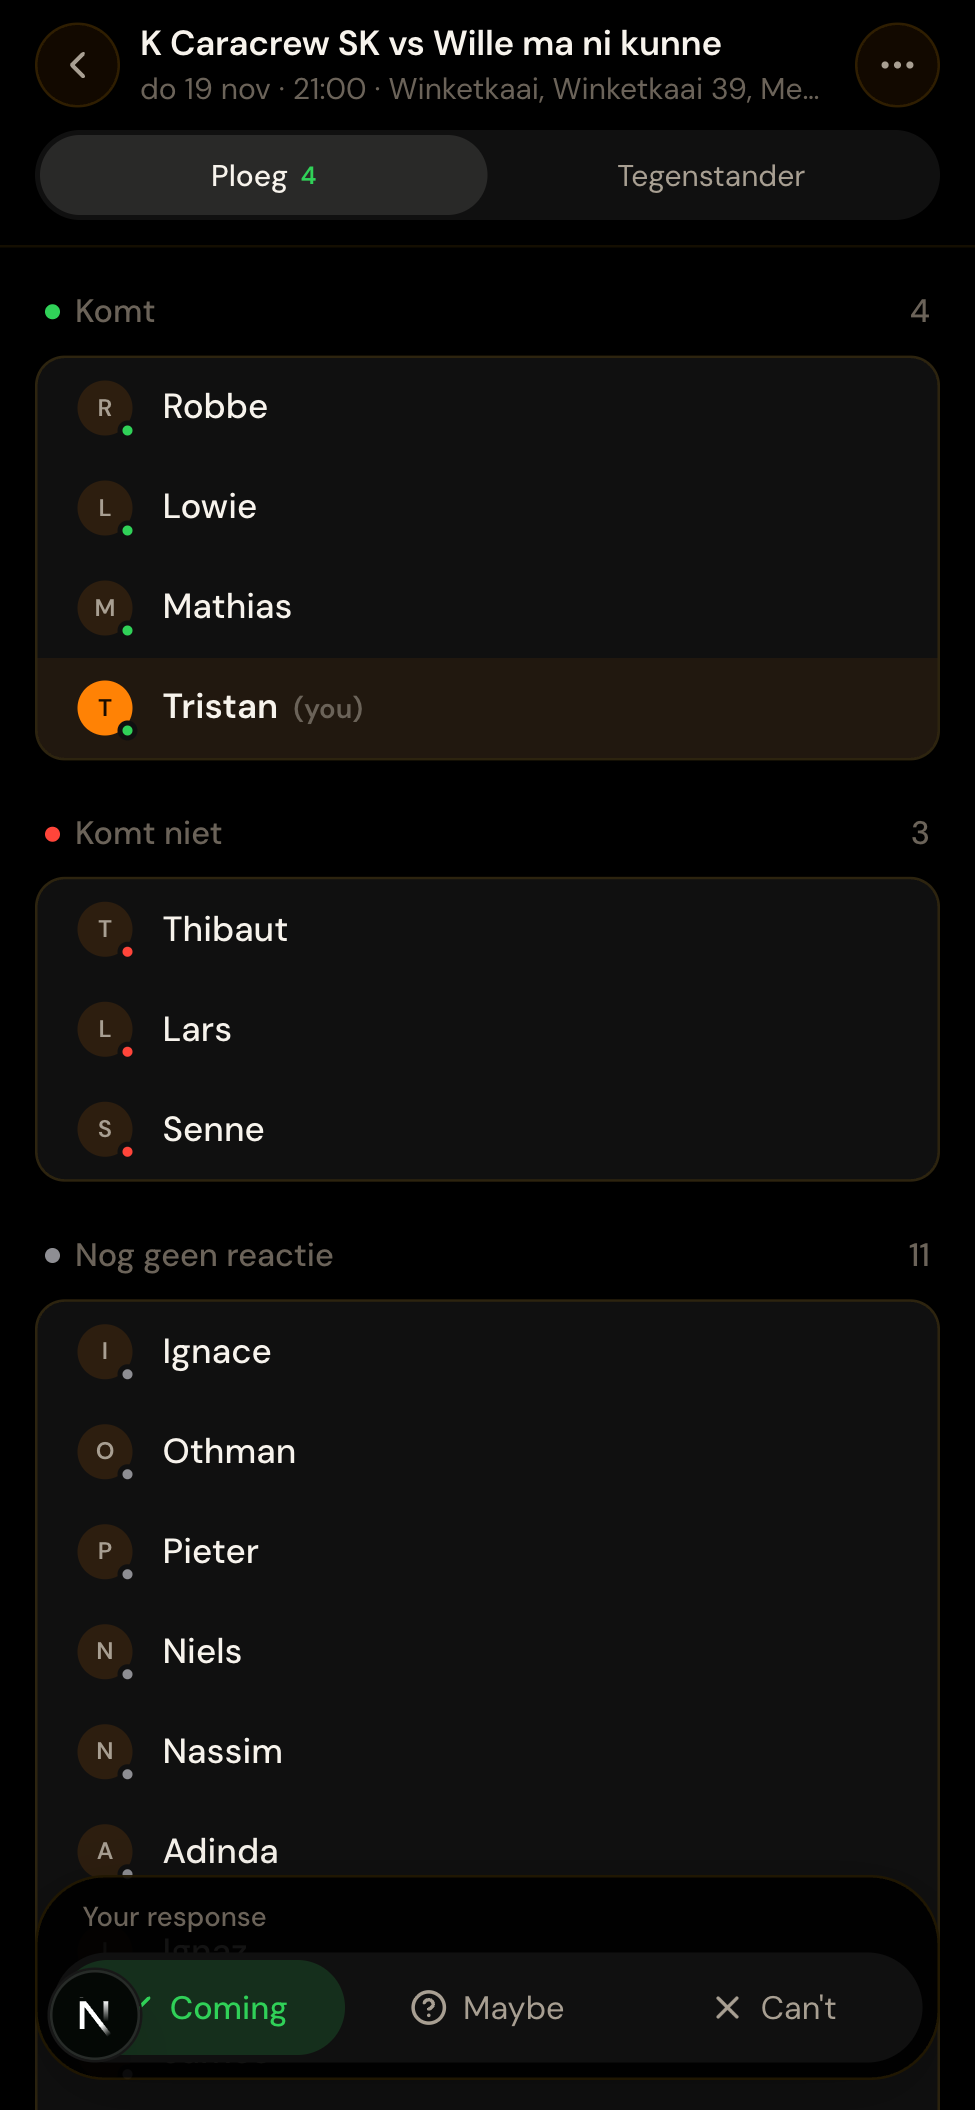 K Caracrew SK vs Wille ma ni kunne
do 19 nov · 21:00 · Winketkaai, Winketkaai 39, Me...
Ploeg 4
Tegenstander
Komt 4
R Robbe
L Lowie
M Mathias
T Tristan (you)
Komt niet 3
T Thibaut
L Lars
S Senne
Nog geen reactie 11
I Ignace
O Othman
P Pieter
N Niels
N Nassim
A Adinda
Your response
Ignaz
N Coming Maybe Can't